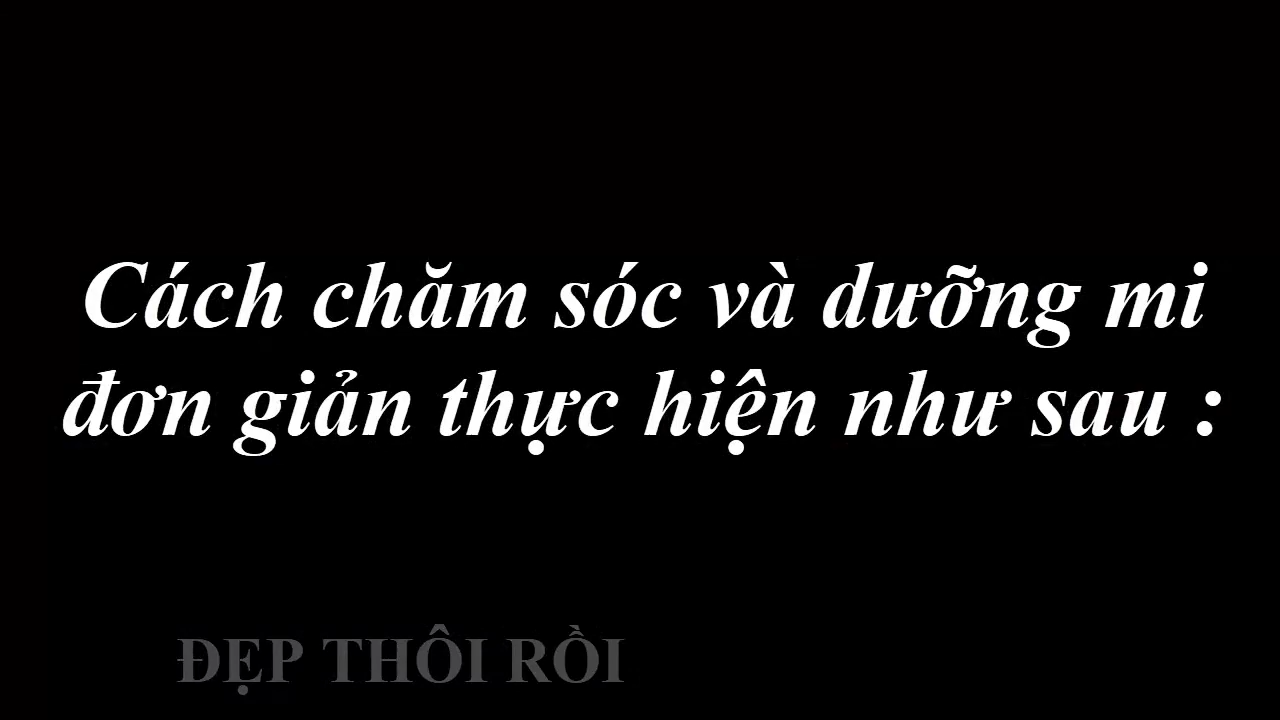 Cách chăm sóc và dưỡng mi
đơn giản thực hiện như sau :
ĐẸP THÔI RỒI